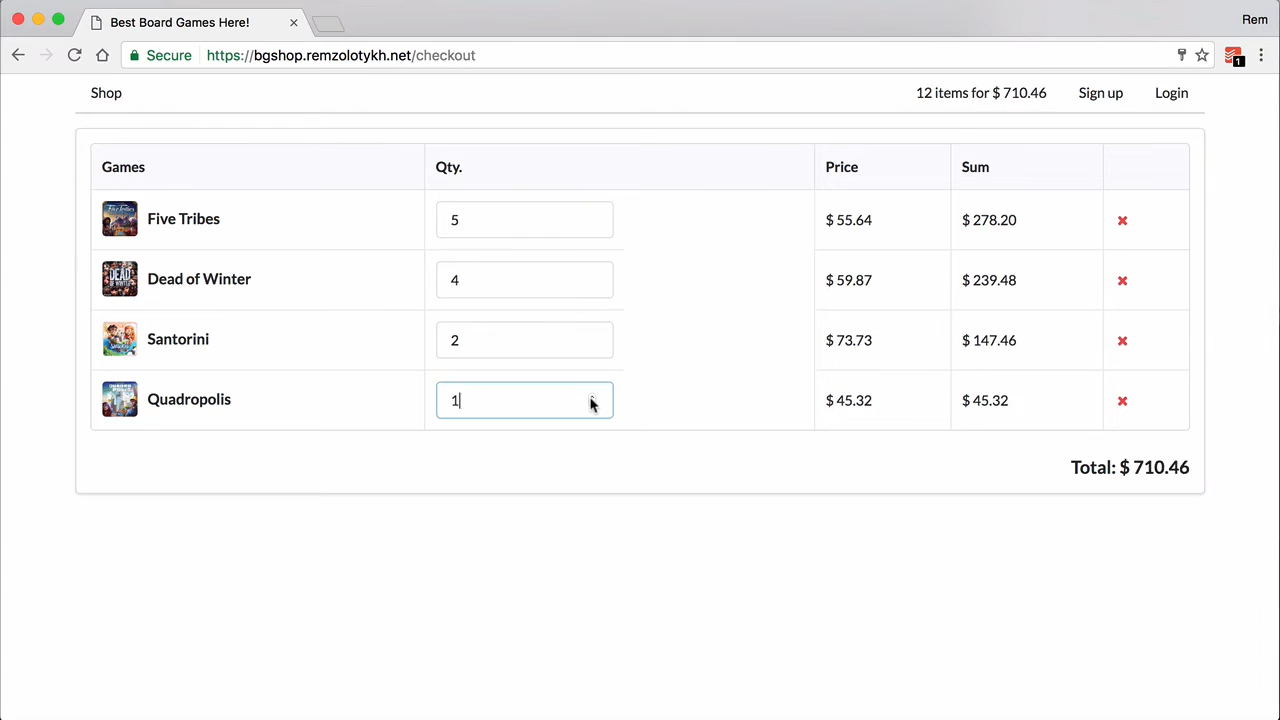 Best Board Games Here!
Rem
Secure https://bgshop.remzolotykh.net/checkout
1
Shop 12 items for $ 710.46 Sign up Login
Games Qty. Price Sum
Five Tribes 5 $ 55.64 $ 278.20
Dead of Winter 4 $ 59.87 $ 239.48
Santorini 2 $ 73.73 $ 147.46
Quadropolis 1 $ 45.32 $ 45.32
Total: $ 710.46